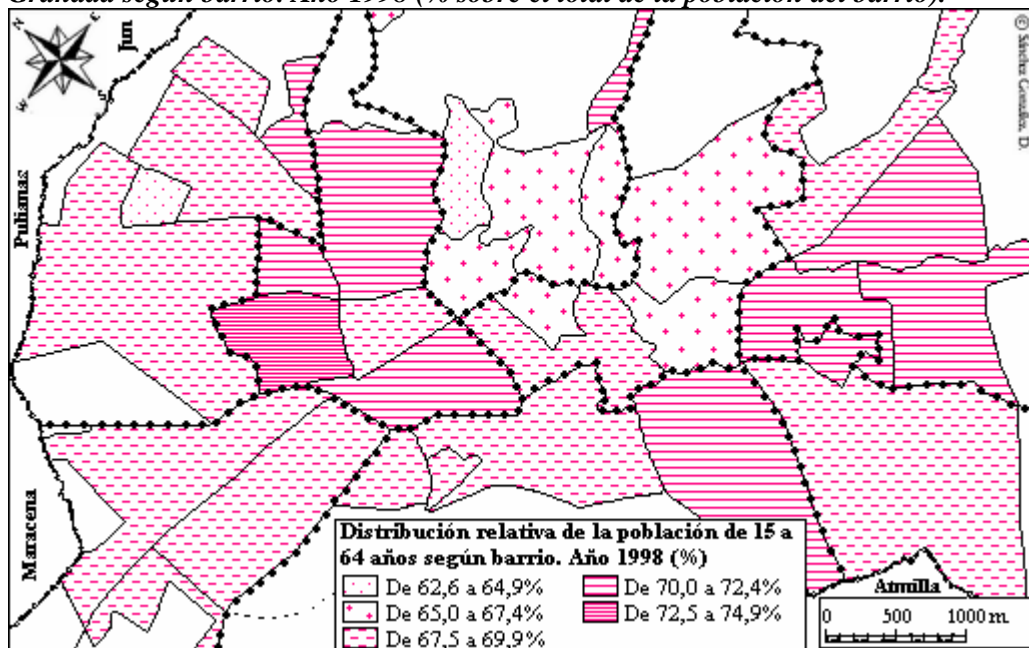 Granada según barrio. Año 1998 (% sobre el total de la población del barrio).
N
E
W
S
Jun
© Sánchez González, D.
Pulianas
Maracena
Distribución relativa de la población de 15 a
64 años según barrio. Año 1998 (%)
De 62,6 a 64,9%
De 65,0 a 67,4%
De 67,5 a 69,9%
De 70,0 a 72,4%
De 72,5 a 74,9%
Atmilla
0 500 1000 m.